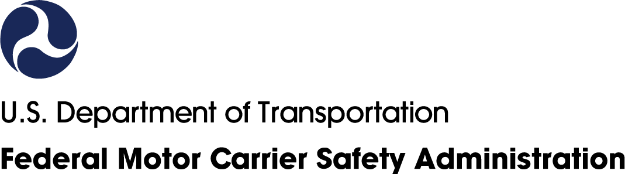 U.S. Department of Transportation
Federal Motor Carrier Safety Administration